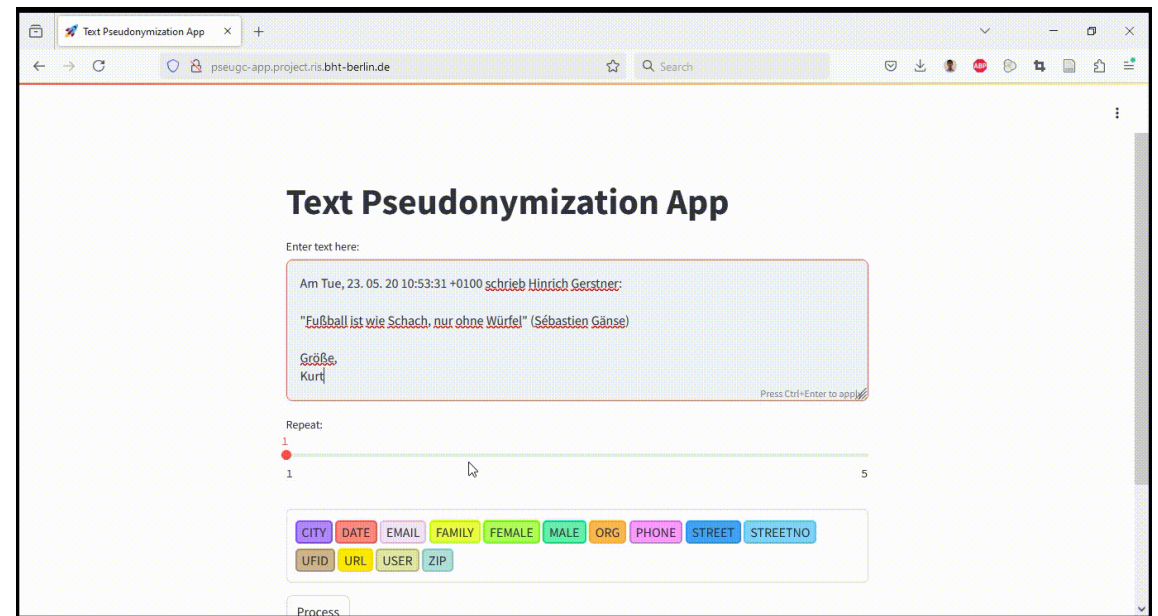 Text Pseudonymization App
pseugc-app.project.ris.bht-berlin.de
Search
ABP
Text Pseudonymization App
Enter text here:
Am Tue, 23. 05. 20 10:53:31 +0100 schrieb Hinrich Gerstner:
"Fußball ist wie Schach, nur ohne Würfel" (Sébastien Gänse)
Größe,
Kurt
Press Ctrl+Enter to apply
Repeat:
1
1 5
CITY DATE EMAIL FAMILY FEMALE MALE ORG PHONE STREET STREETNO
UFID URL USER ZIP
Process